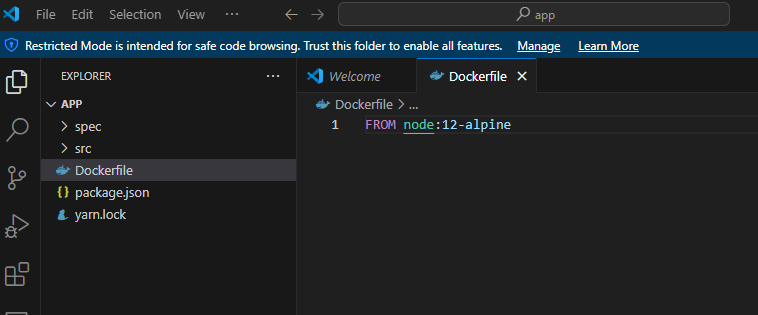 File Edit Selection View ··· ← → app
Restricted Mode is intended for safe code browsing. Trust this folder to enable all features. Manage Learn More
EXPLORER ···
Welcome Dockerfile
APP
Dockerfile > ...
spec
1 FROM node:12-alpine
src
Dockerfile
package.json
yarn.lock